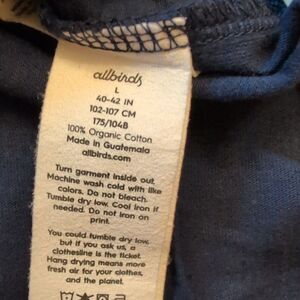 allbirds
L
40-42 IN
102-107 CM
175/104B
100% Organic Cotton
Made in Guatemala
allbirds.com
Turn garment inside out.
Machine wash cold with like
colors. Do not bleach.
Tumble dry low. Cool iron if
needed. Do not iron on
print.
You could tumble dry low,
but if you ask us, a
clothesline is the ticket.
Hang drying means more
fresh air for your clothes,
and the planet.